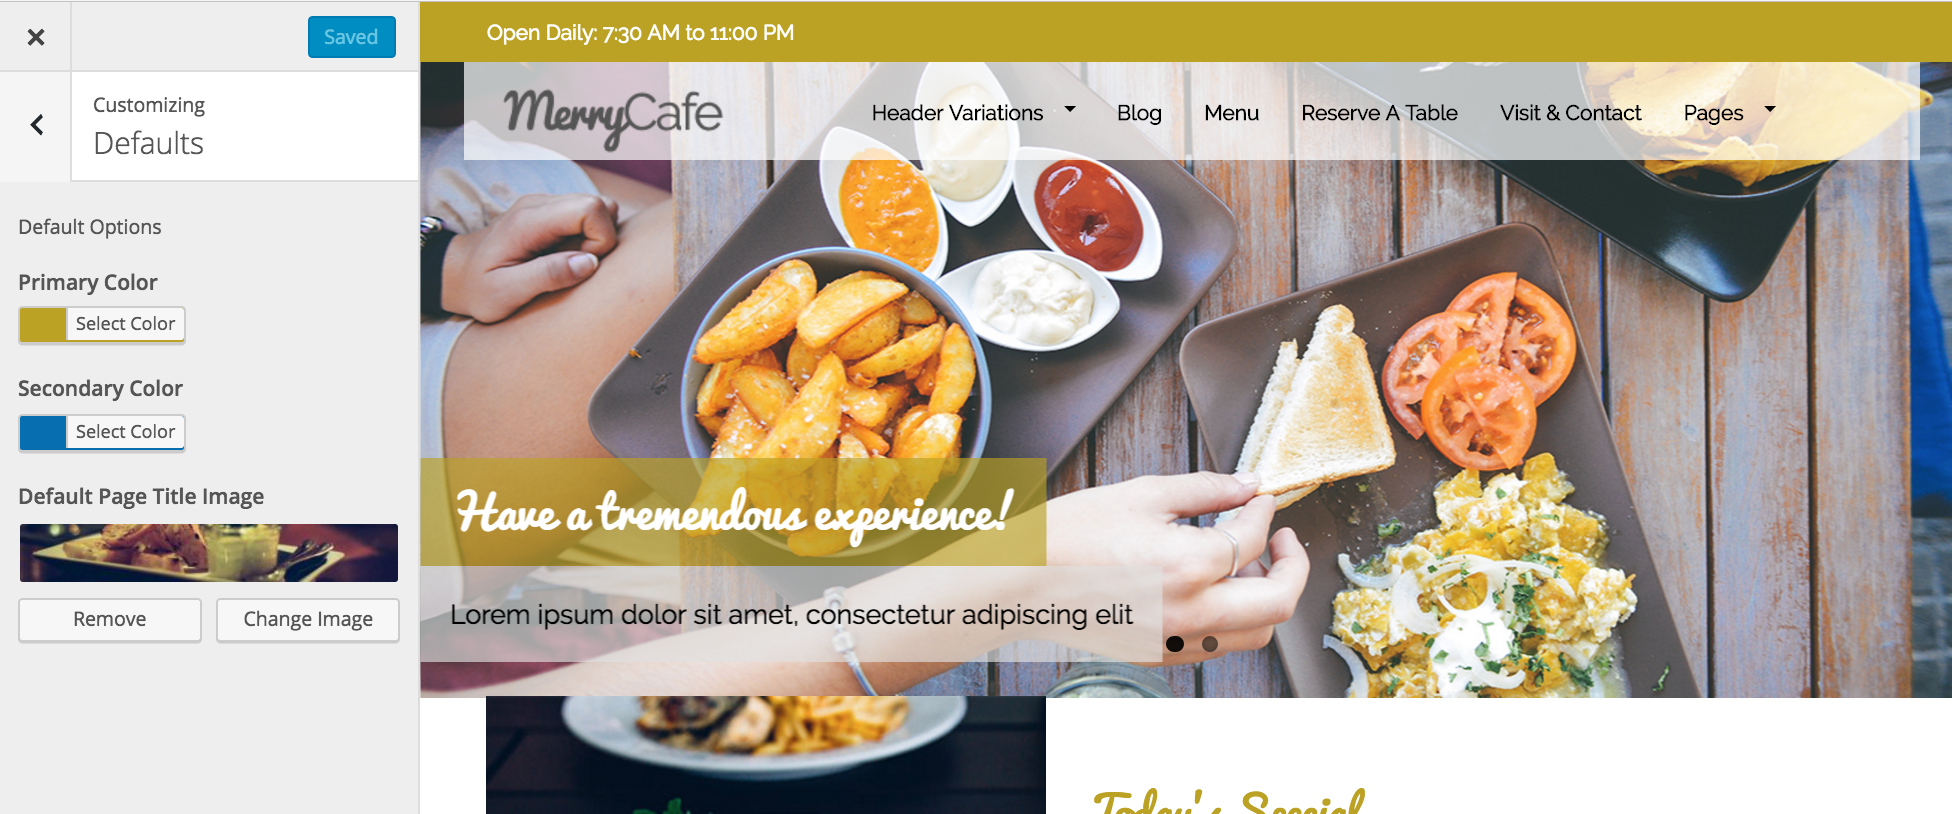 Saved
Customizing
Defaults
Default Options
Primary Color
Select Color
Secondary Color
Select Color
Default Page Title Image
Remove
Change Image
Open Daily: 7:30 AM to 11:00 PM
MerryCafe
Header Variations
Blog
Menu
Reserve A Table
Visit & Contact
Pages
Have a tremendous experience!
Lorem ipsum dolor sit amet, consectetur adipiscing elit
Today's Special